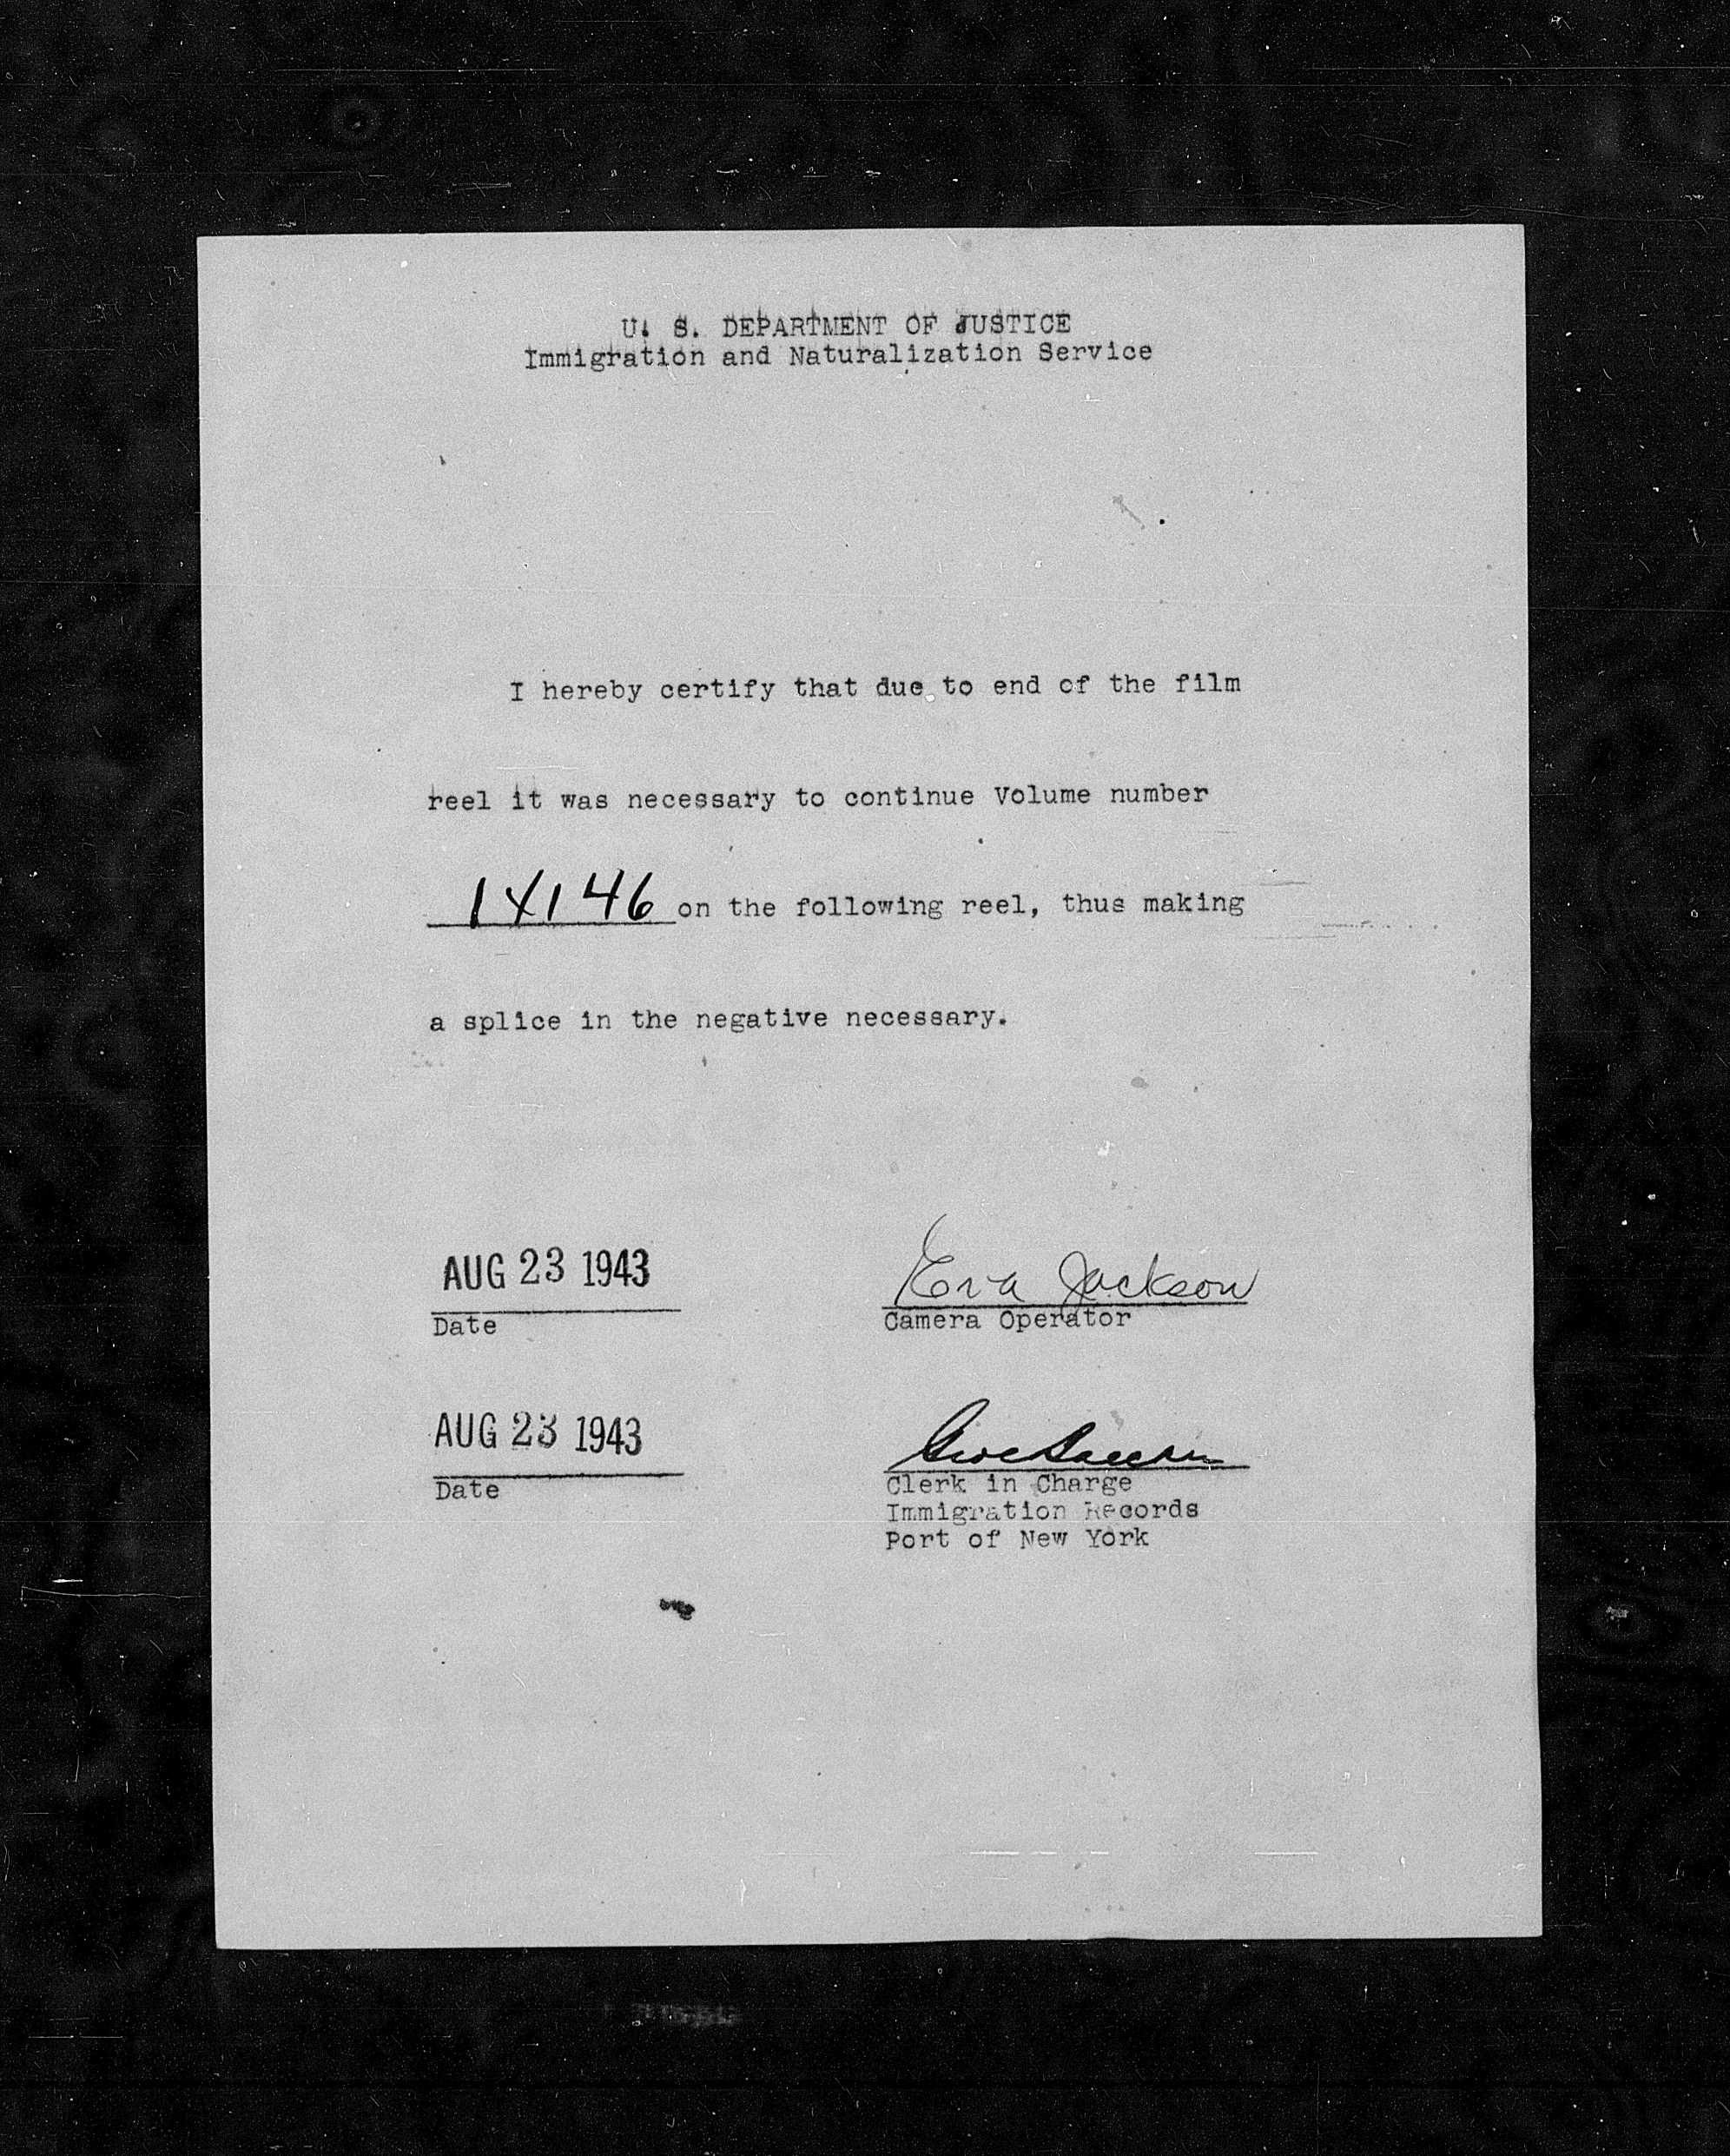 U. S. DEPARTMENT OF JUSTICE
Immigration and Naturalization Service
I hereby certify that due to end of the film
reel it was necessary to continue Volume number
14146 on the following reel, thus making
a splice in the negative necessary.
AUG 23 1943
Eva Jackson
Date
Camera Operator
AUG 23 1943
Date
Clerk in Charge
Immigration Records
Port of New York